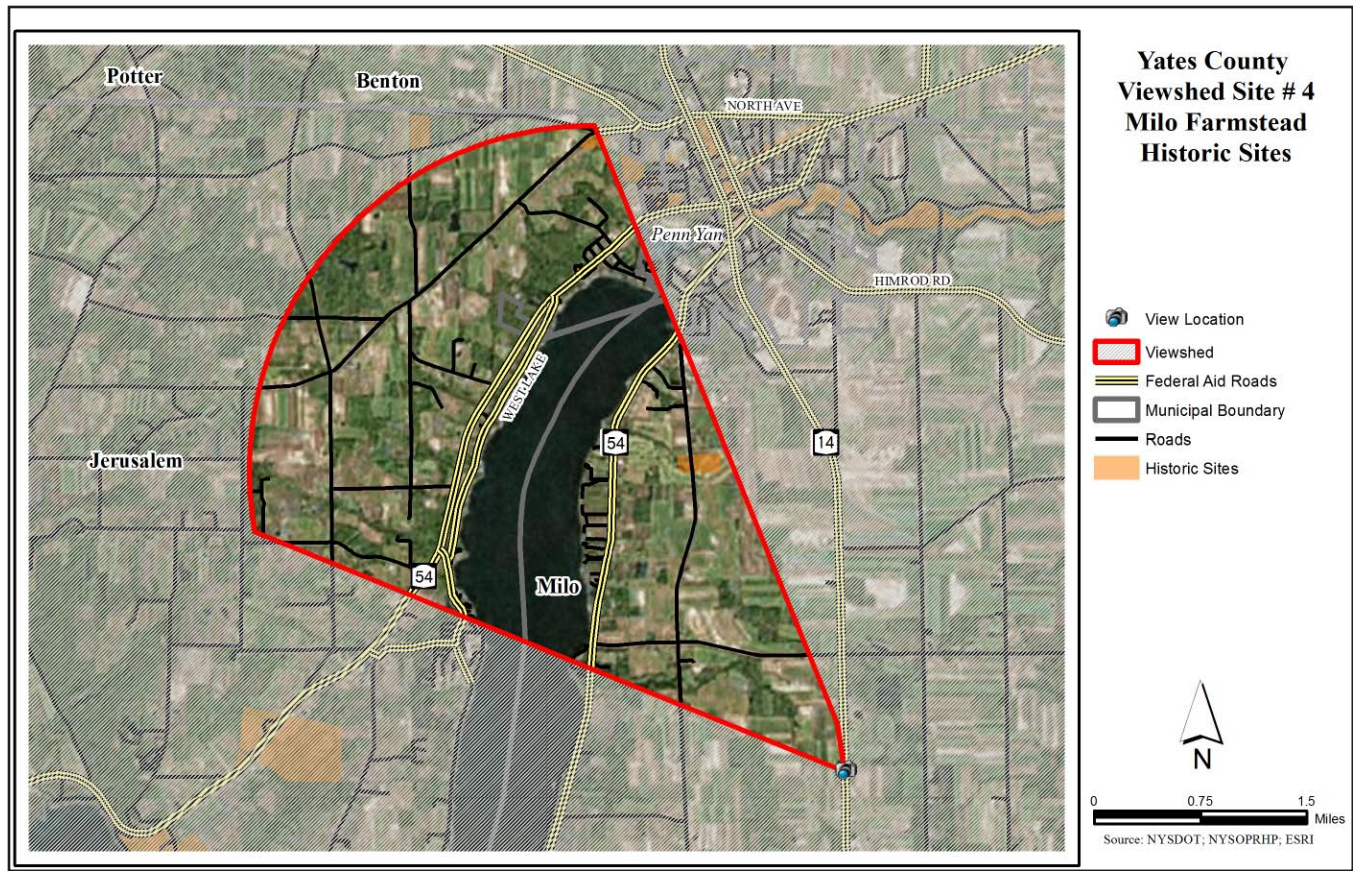 Yates County
Viewshed Site # 4
Milo Farmstead
Historic Sites
Potter
Benton
NORTH AVE
Penn Yan
HIMROD RD
WEST LAKE
Jerusalem
54
14
54
Milo
View Location
Viewshed
Federal Aid Roads
Municipal Boundary
Roads
Historic Sites
N
0 0.75 1.5
Miles
Source: NYSDOT; NYSOPRHP; ESRI